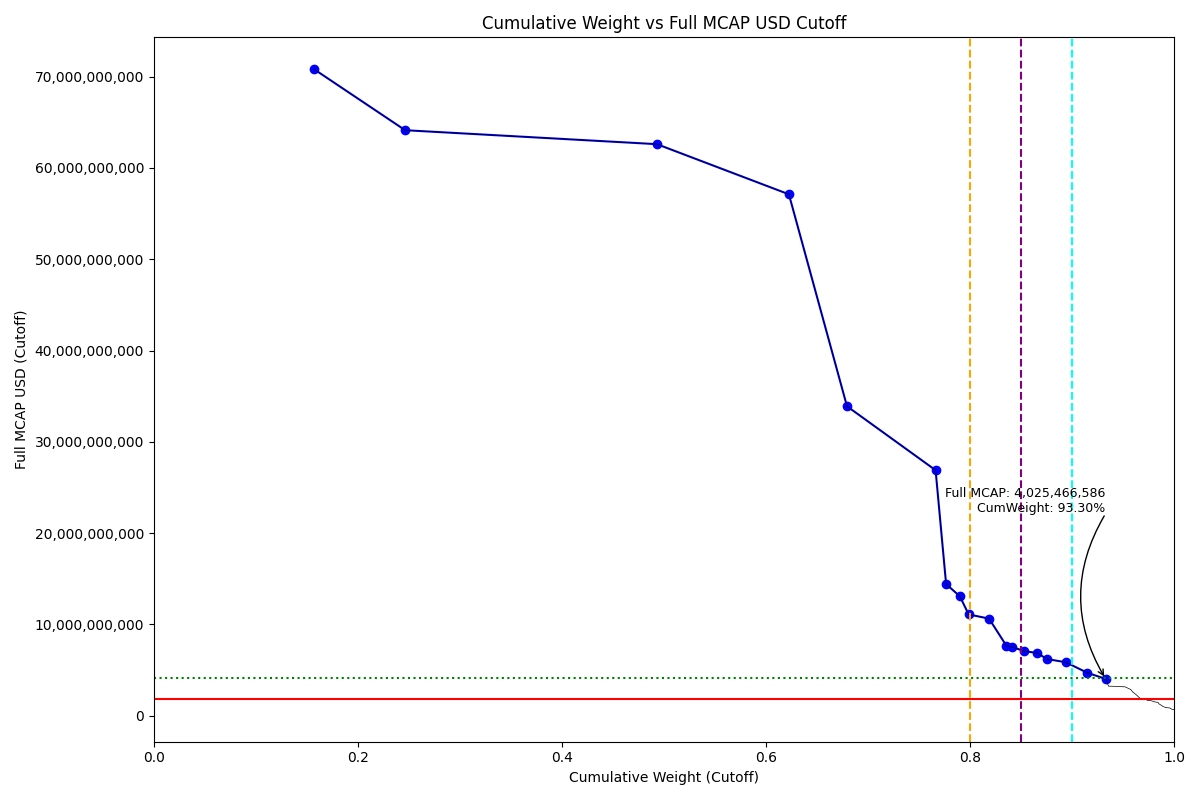 Cumulative Weight vs Full MCAP USD Cutoff
Full MCAP USD (Cutoff)
70,000,000,000
60,000,000,000
50,000,000,000
40,000,000,000
30,000,000,000
20,000,000,000
10,000,000,000
0
Full MCAP: 4,025,466,586
CumWeight: 93.30%
0.0
0.2
0.4
0.6
0.8
1.0
Cumulative Weight (Cutoff)